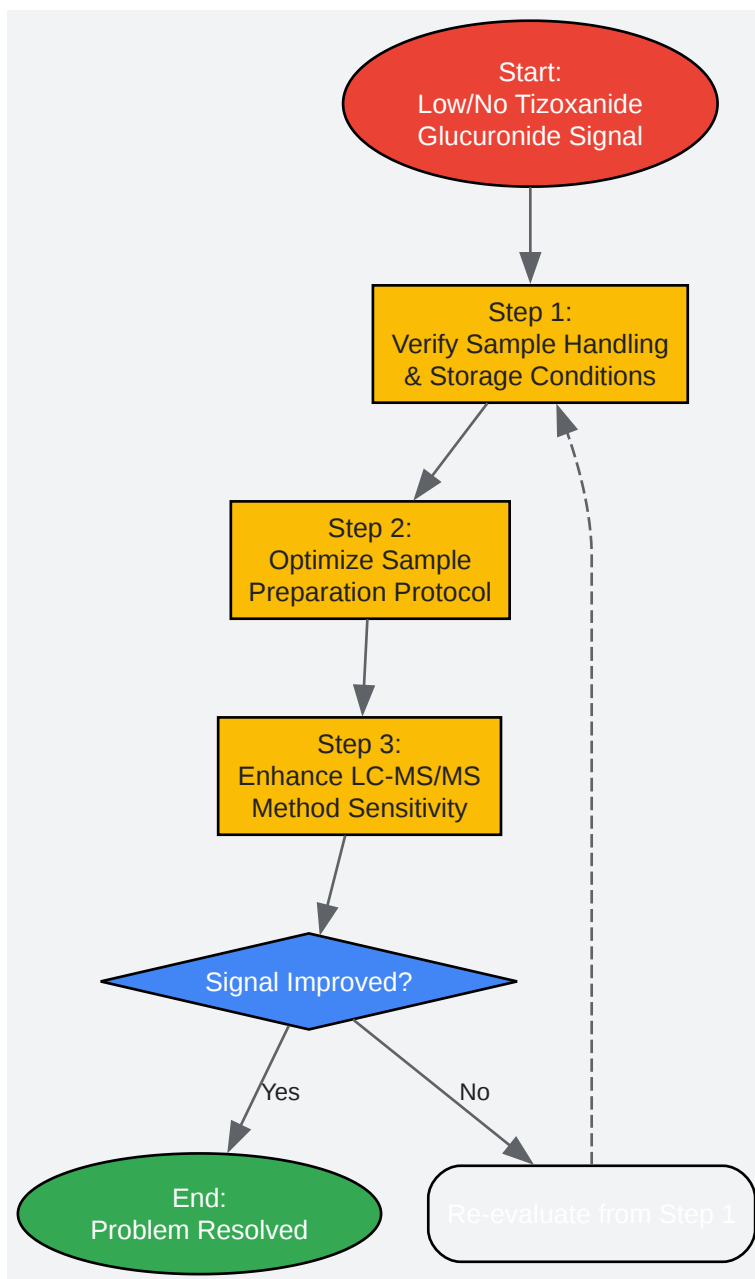 Start:
Low/No Tizoxanide
Glucuronide Signal
Step 1:
Verify Sample Handling
& Storage Conditions
Step 2:
Optimize Sample
Preparation Protocol
Step 3:
Enhance LC-MS/MS
Method Sensitivity
Signal Improved?
Yes
No
End:
Problem Resolved
Re-evaluate from Step 1